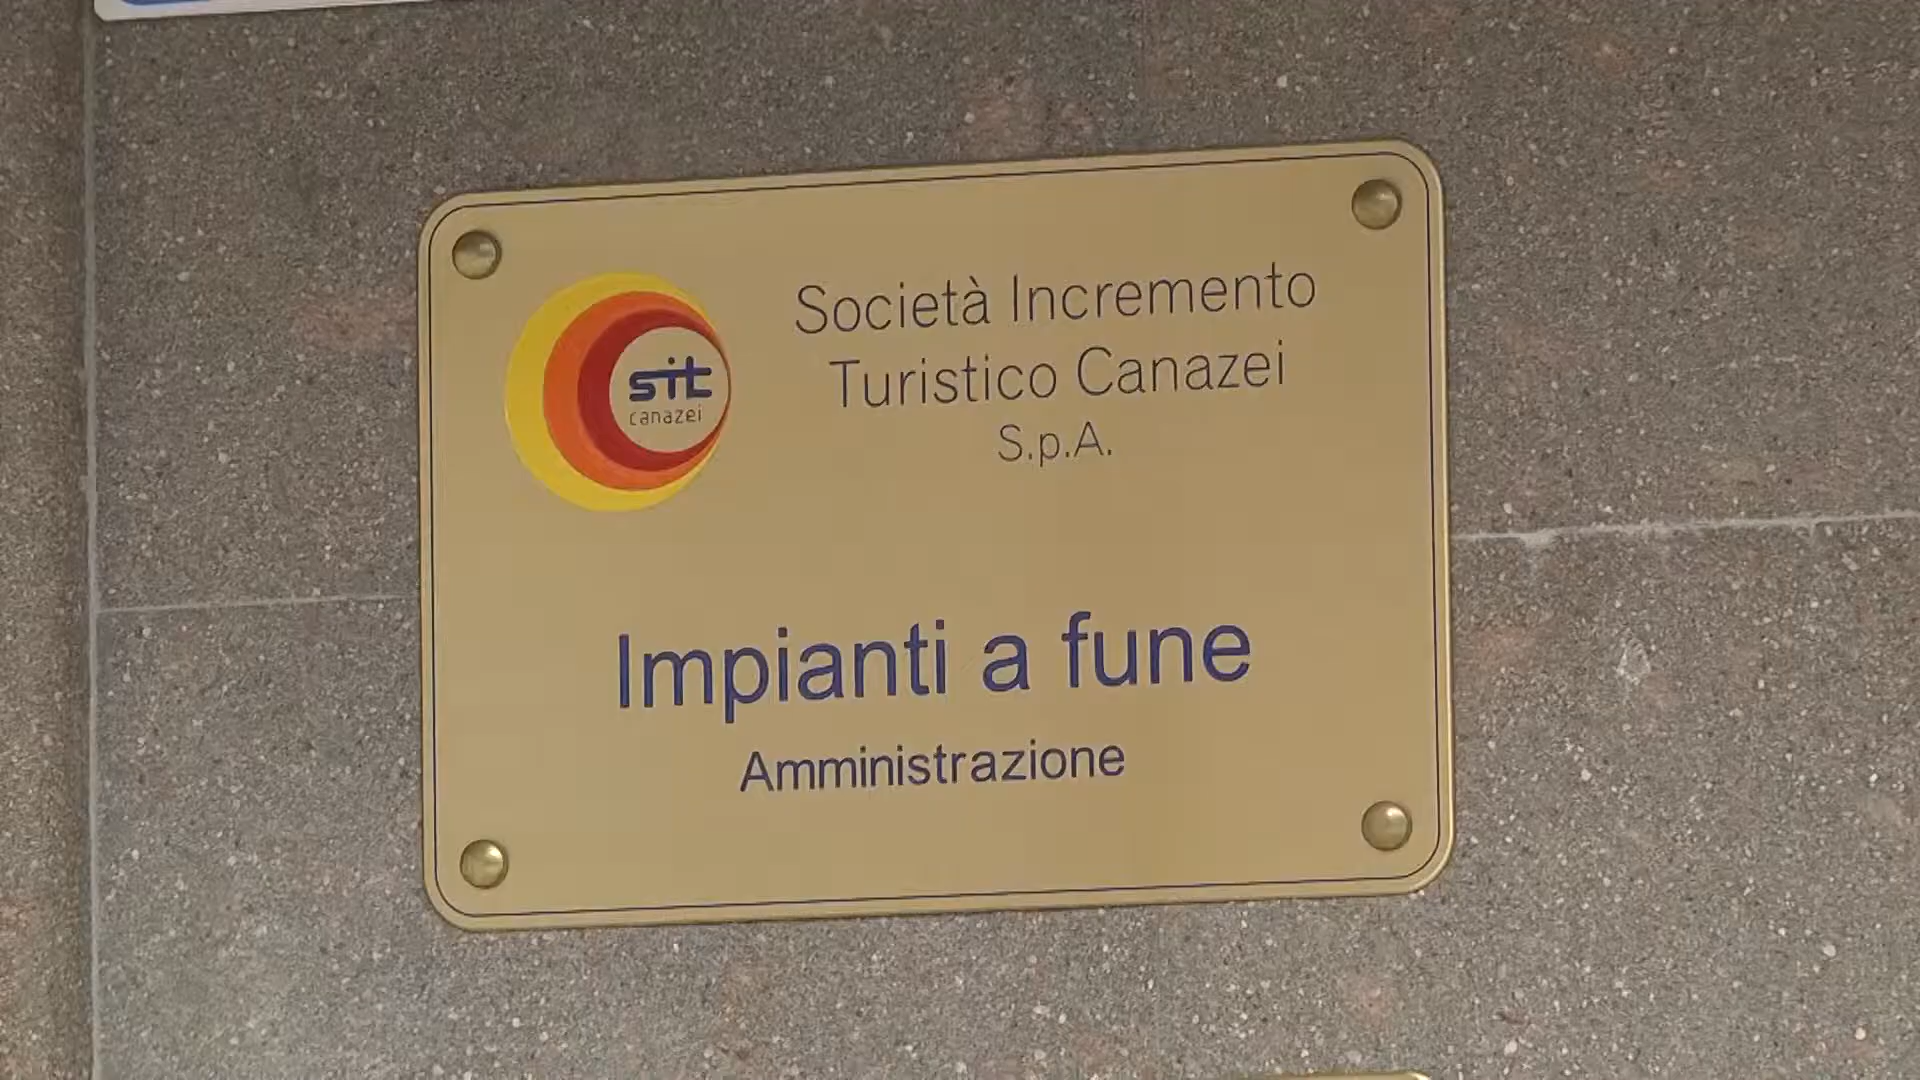 sit
canazei
Società Incremento
Turistico Canazei
S.p.A.
Impianti a fune
Amministrazione